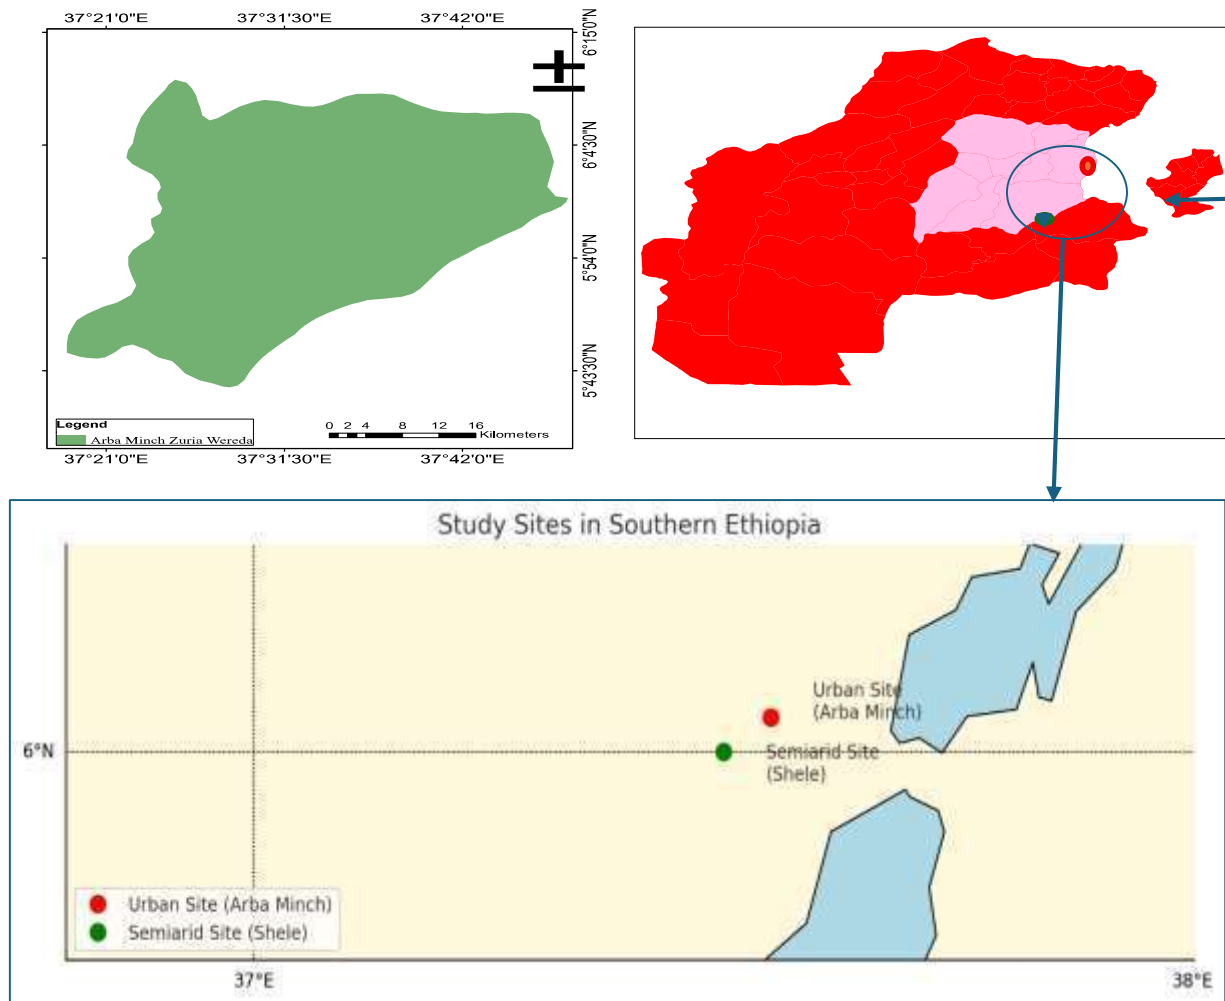 37°21'0"E 37°31'30"E 37°42'0"E
6°15'0"N
6°4'30"N
5°54'0"N
5°43'30"N
Legend
Arba Minch Zuria Wereda
0 2 4 8 12 16
Kilometers
37°21'0"E 37°31'30"E 37°42'0"E
Study Sites in Southern Ethiopia
Urban Site
(Arba Minch)
6°N
Semiarid Site
(Shele)
Urban Site (Arba Minch)
Semiarid Site (Shele)
37°E 38°E